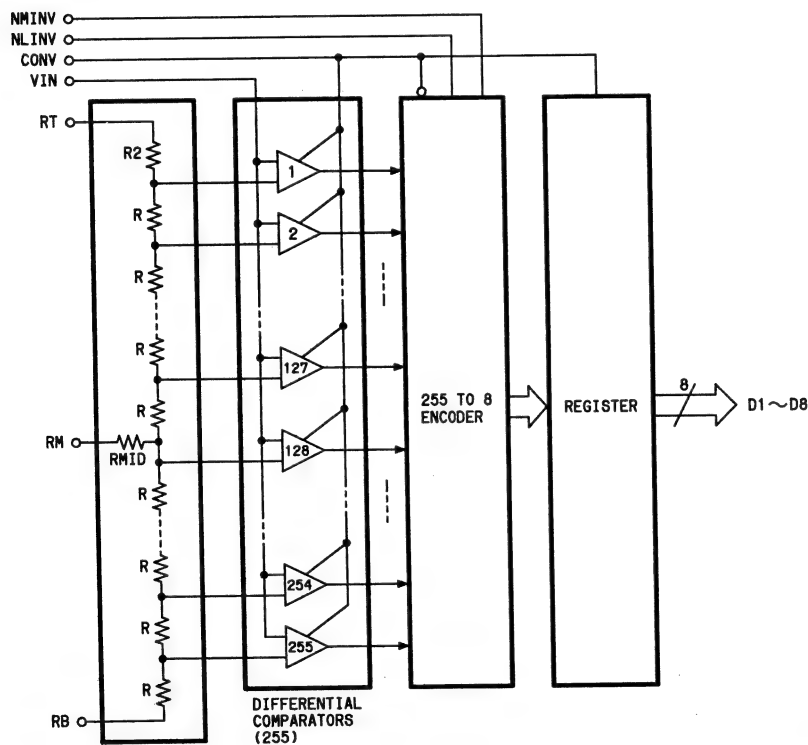 NMINV
NLINV
CONV
VIN
RT
R2
1
R
2
R
R
127
R
RM
RMID
128
R
255 TO 8
ENCODER
REGISTER
8
D1~D8
R
254
R
255
R
RB
DIFFERENTIAL
COMPARATORS
(255)